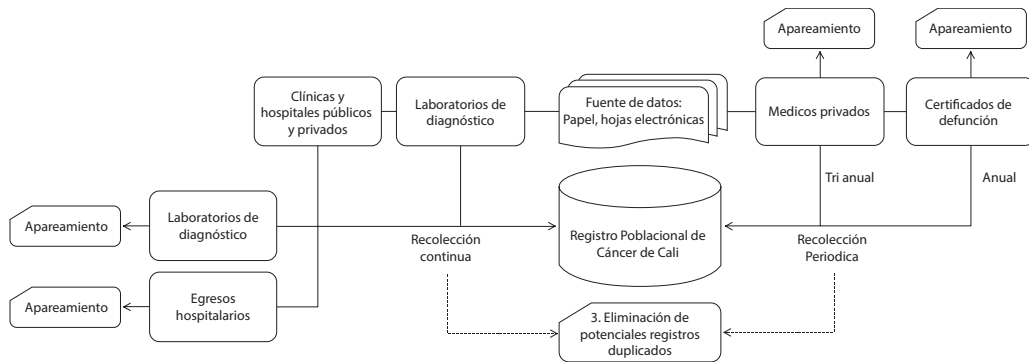 Apareamiento
Apareamiento
Clínicas y
hospitales públicos
y privados
Laboratorios de
diagnóstico
Fuente de datos:
Papel, hojas electrónicas
Medicos privados
Certificados de
defunción
Tri anual
Anual
Apareamiento
Laboratorios de
diagnóstico
Recolección
continua
Registro Poblacional de
Cáncer de Cali
Recolección
Periodica
Apareamiento
Egresos
hospitalarios
3. Eliminación de
potenciales registros
duplicados